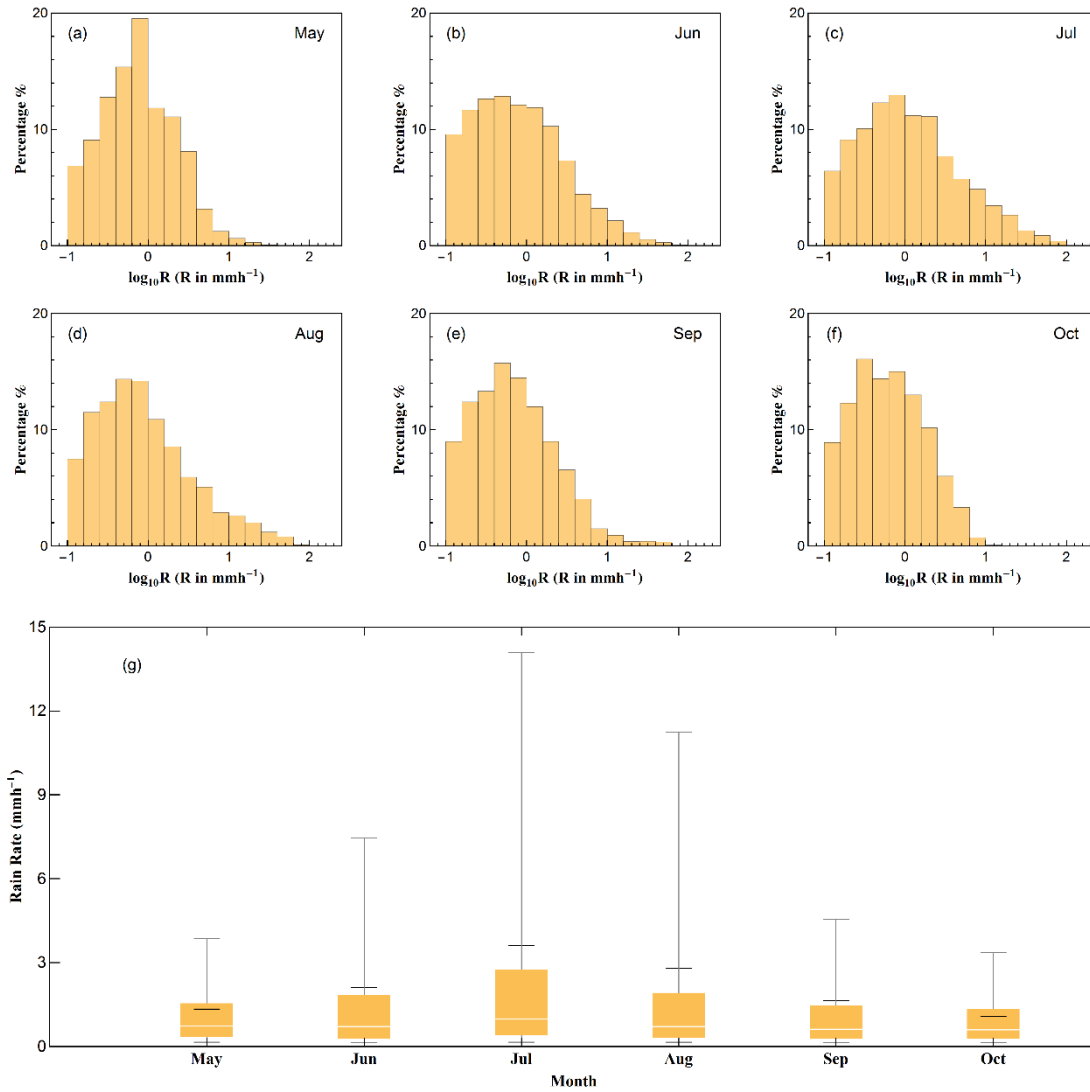 (a) May
20
10
0
Percentage %
−1 0 1 2
log₁₀R (R in mmh⁻¹)
(b) Jun
20
10
0
Percentage %
−1 0 1 2
log₁₀R (R in mmh⁻¹)
(c) Jul
20
10
0
Percentage %
−1 0 1 2
log₁₀R (R in mmh⁻¹)
(d) Aug
20
10
0
Percentage %
−1 0 1 2
log₁₀R (R in mmh⁻¹)
(e) Sep
20
10
0
Percentage %
−1 0 1 2
log₁₀R (R in mmh⁻¹)
(f) Oct
20
10
0
Percentage %
−1 0 1 2
log₁₀R (R in mmh⁻¹)
(g)
15
12
9
6
3
0
Rain Rate (mmh⁻¹)
May Jun Jul Aug Sep Oct
Month